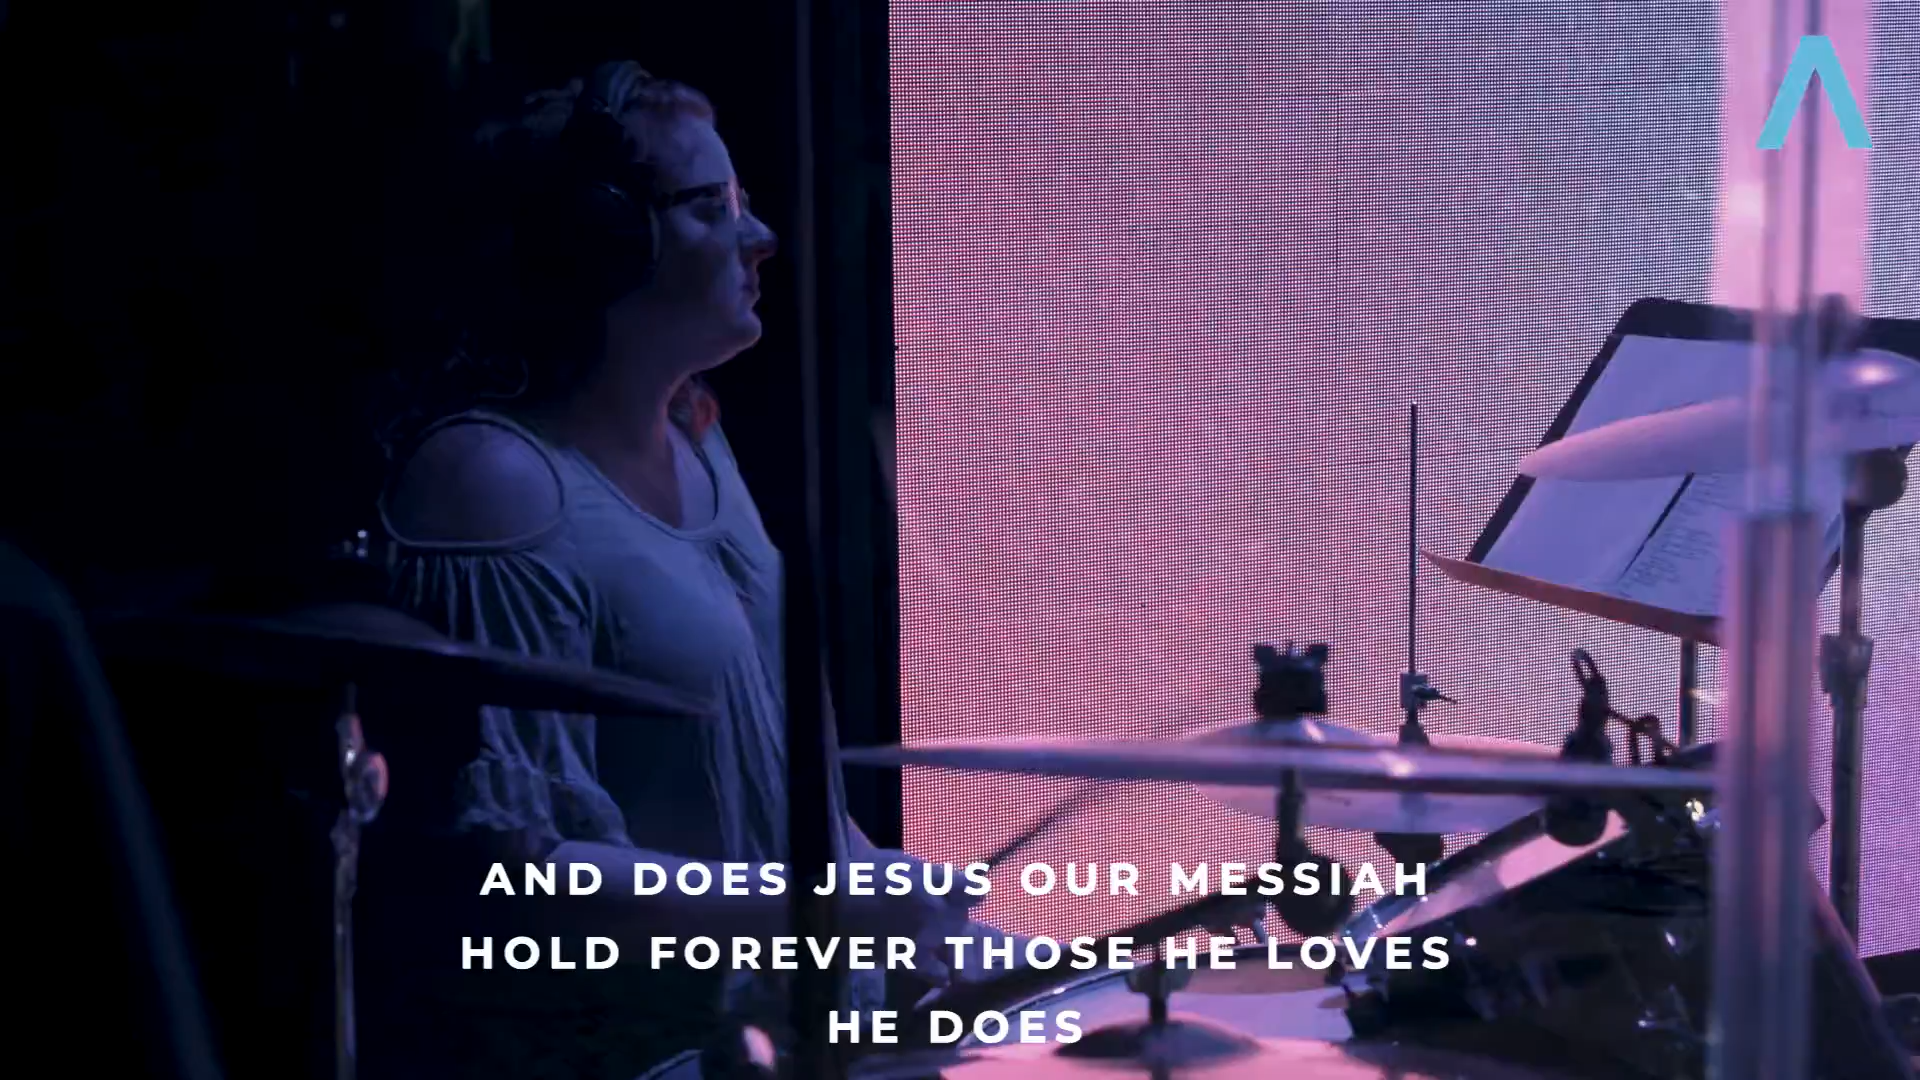 AND DOES JESUS OUR MESSIAH
HOLD FOREVER THOSE HE LOVES
HE DOES